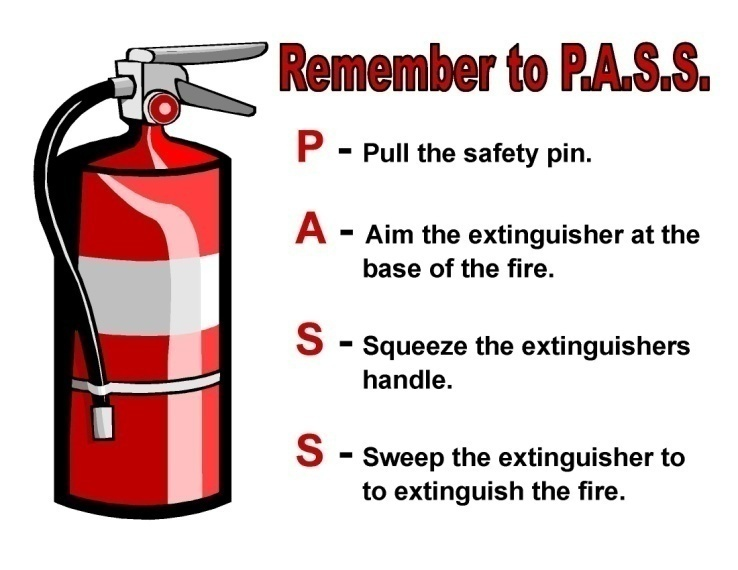 Remember to P.A.S.S.
P - Pull the safety pin.
A - Aim the extinguisher at the
base of the fire.
S - Squeeze the extinguishers
handle.
S - Sweep the extinguisher to
to extinguish the fire.